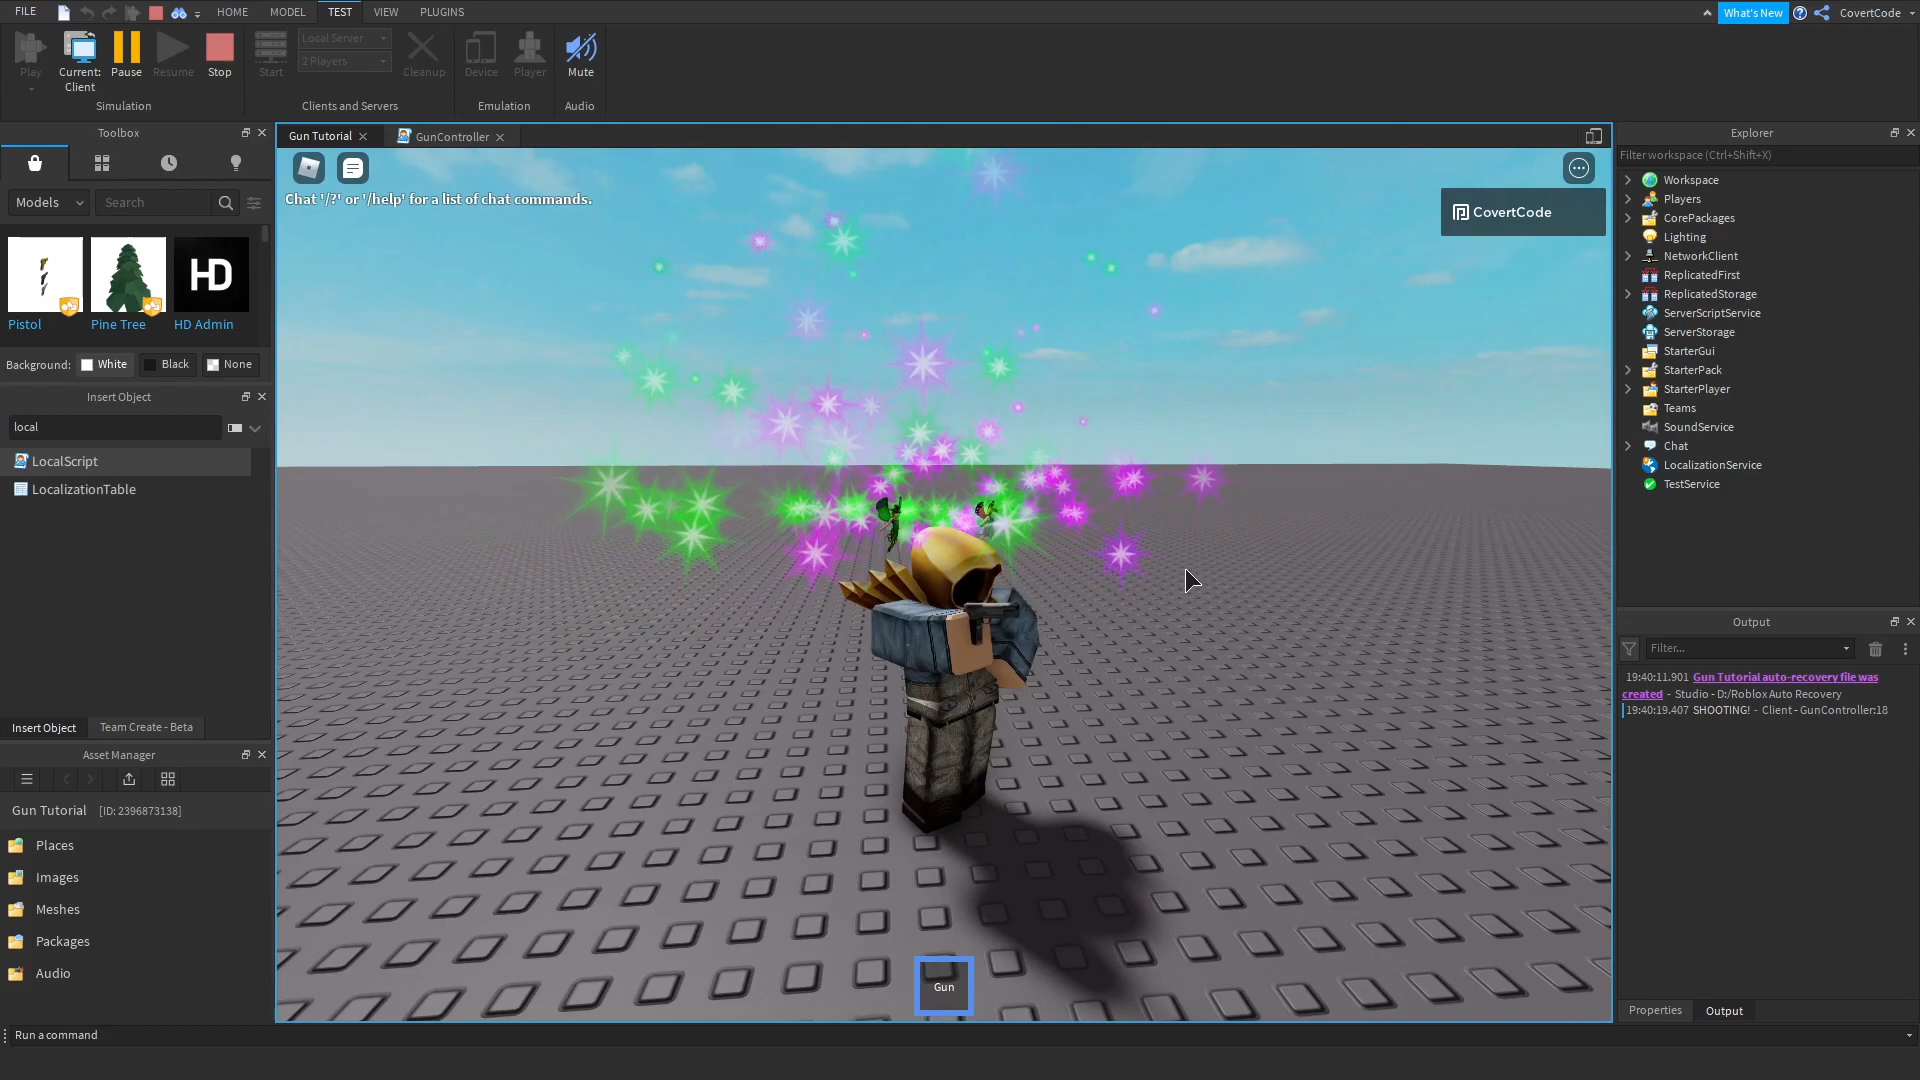 FILE
HOME
MODEL
TEST
VIEW
PLUGINS
What's New
CovertCode
Play
Current:
Client
Pause
Resume
Stop
Start
Local Server
2 Players
Cleanup
Device
Player
Mute
Simulation
Clients and Servers
Emulation
Audio
Toolbox
Models
Search
HD
Pistol
Pine Tree
HD Admin
Background:
White
Black
None
Insert Object
local
LocalScript
LocalizationTable
Insert Object
Team Create - Beta
Asset Manager
Gun Tutorial
[ID: 2396873138]
Places
Images
Meshes
Packages
Audio
Run a command
Gun Tutorial
GunController
Chat '/?' or '/help' for a list of chat commands.
CovertCode
Gun
Explorer
Filter workspace (Ctrl+Shift+X)
Workspace
Players
CorePackages
Lighting
NetworkClient
ReplicatedFirst
ReplicatedStorage
ServerScriptService
ServerStorage
StarterGui
StarterPack
StarterPlayer
Teams
SoundService
Chat
LocalizationService
TestService
Output
Filter...
19:40:11.901 Gun Tutorial auto-recovery file was
created - Studio - D:/Roblox Auto Recovery
19:40:19.407 SHOOTING! - Client - GunController:18
Properties
Output